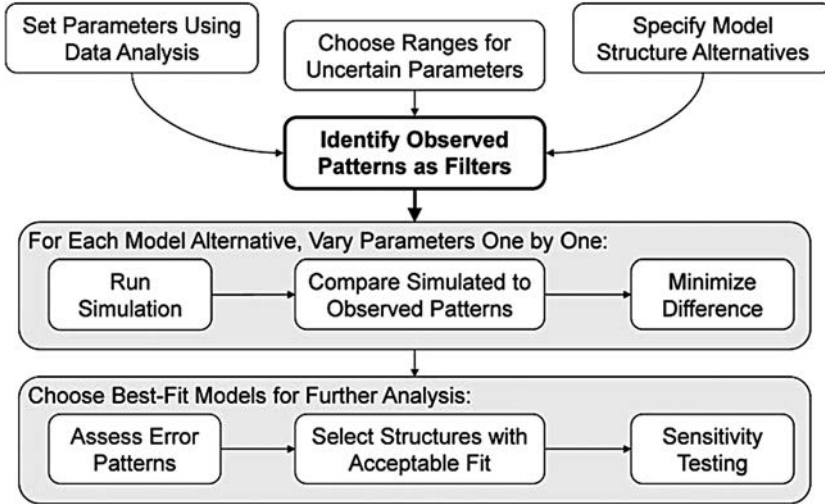 Set Parameters Using
Data Analysis
Choose Ranges for
Uncertain Parameters
Specify Model
Structure Alternatives
Identify Observed
Patterns as Filters
For Each Model Alternative, Vary Parameters One by One:
Run
Simulation
Compare Simulated to
Observed Patterns
Minimize
Difference
Choose Best-Fit Models for Further Analysis:
Assess Error
Patterns
Select Structures with
Acceptable Fit
Sensitivity
Testing